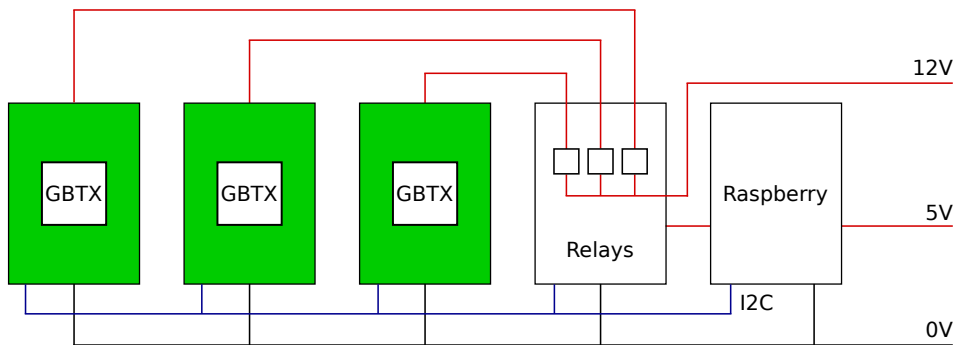 12V
GBTX
GBTX
GBTX
Raspberry
5V
Relays
I2C
0V